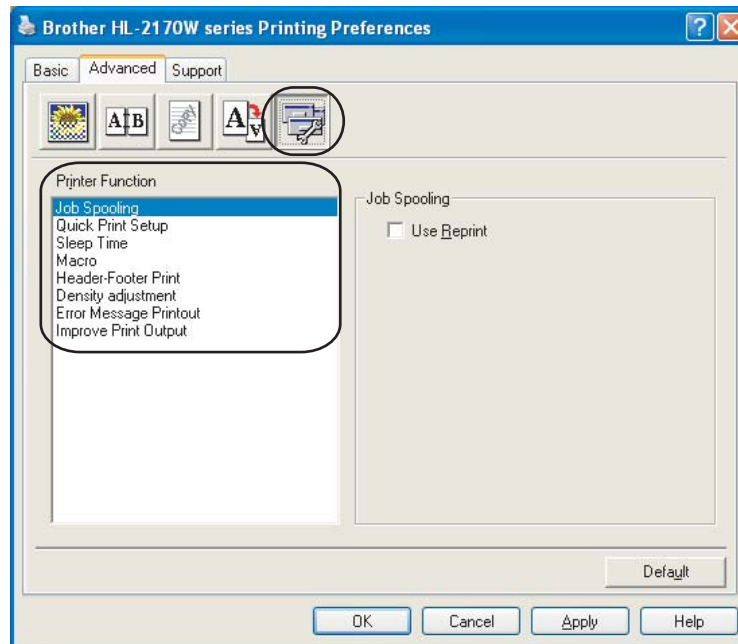 Brother HL-2170W series Printing Preferences
Basic Advanced Support
A B copy A A
Printer Function
Job Spooling
Quick Print Setup
Sleep Time
Macro
Header-Footer Print
Density adjustment
Error Message Printout
Improve Print Output
Job Spooling
Use Reprint
Default
OK Cancel Apply Help